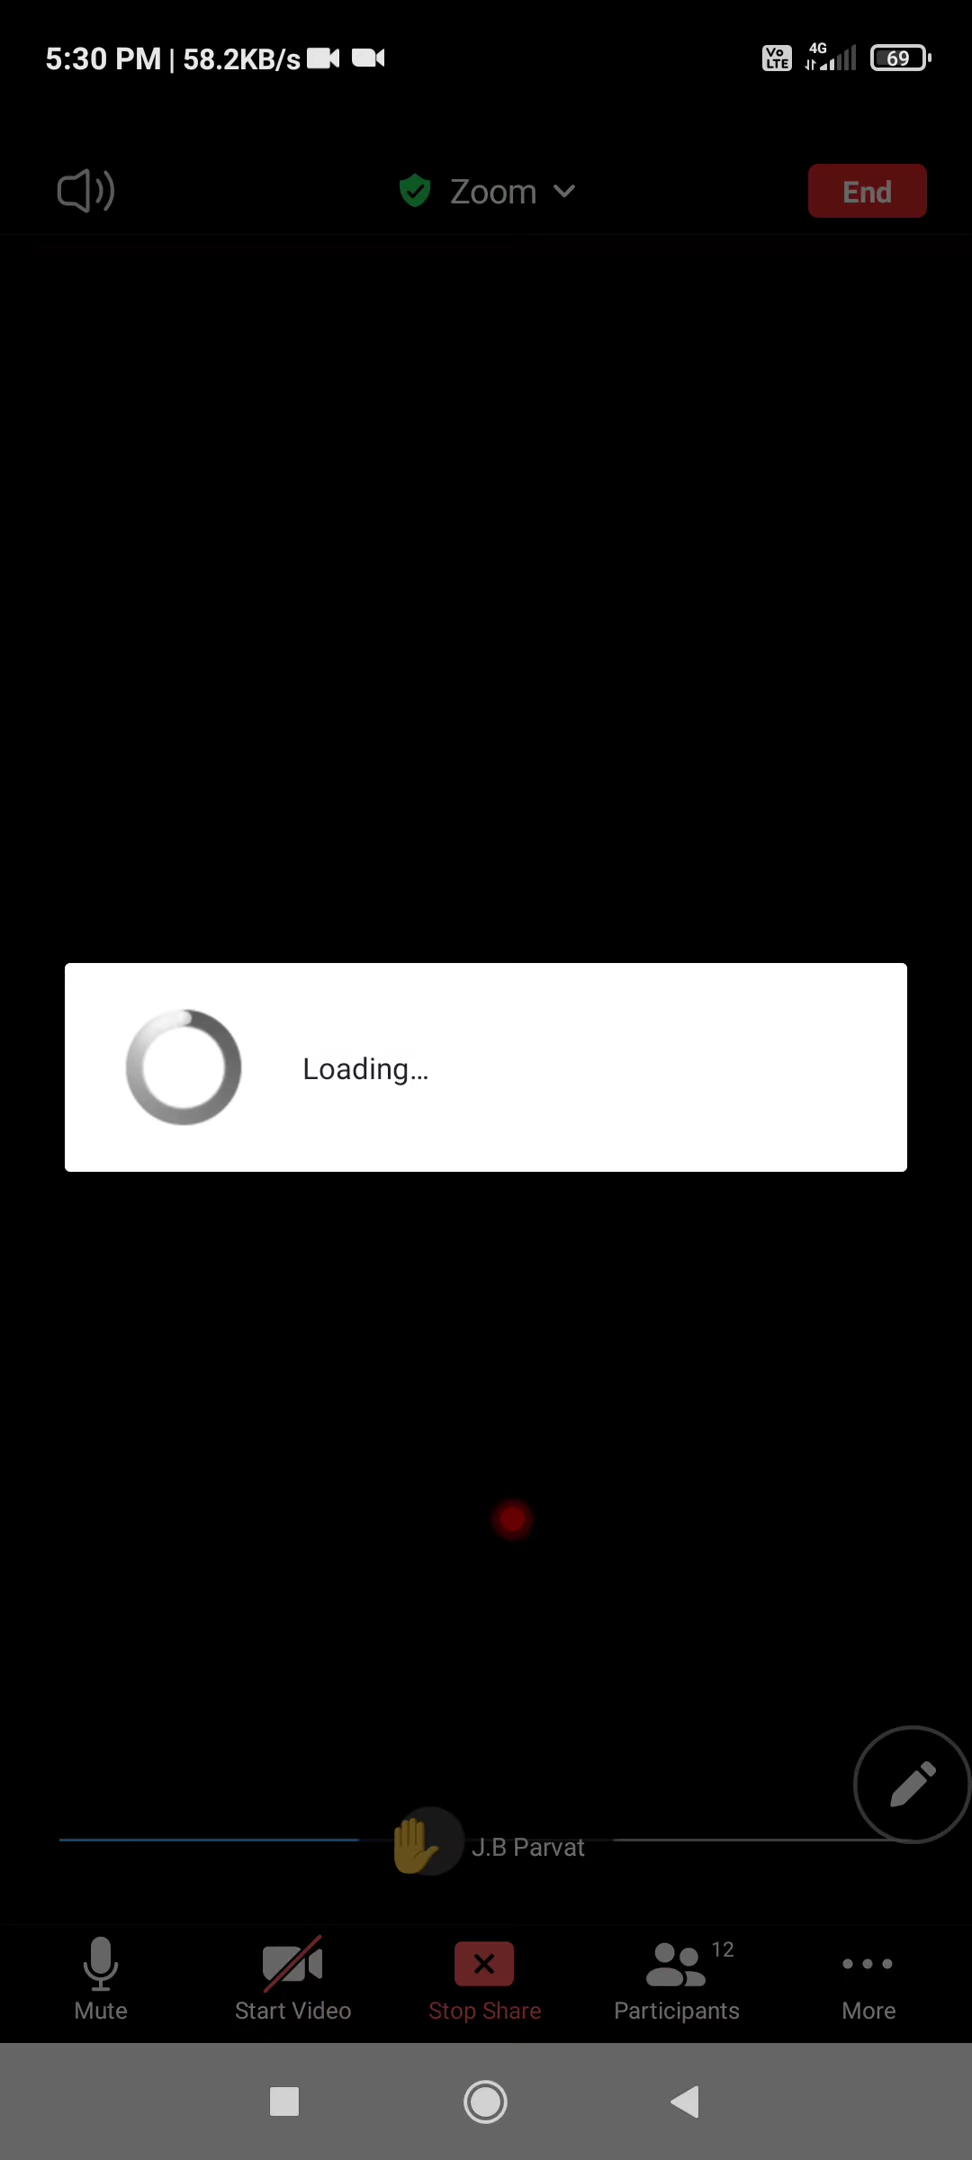 5:30 PM | 58.2KB/s
Vo LTE 4G 69
Zoom
End
Loading...
J.B Parvat
12
Mute Start Video Stop Share Participants More